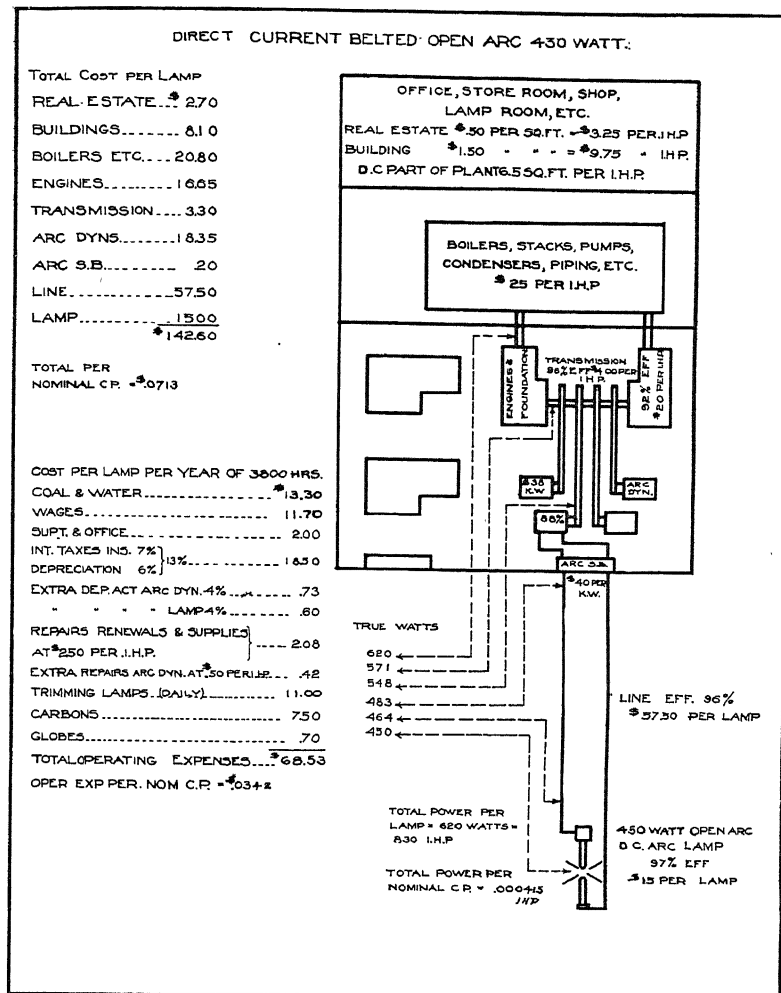 DIRECT CURRENT BELTED OPEN ARC 430 WATT.
TOTAL COST PER LAMP
REAL ESTATE $ 2.70
BUILDINGS 8.10
BOILERS ETC. 20.80
ENGINES 16.65
TRANSMISSION 3.30
ARC DYNS. 18.35
ARC S.B. .20
LINE 57.50
LAMP 15.00
$142.60
TOTAL PER
NOMINAL C.P. = $.0713
COST PER LAMP PER YEAR OF 3800 HRS.
COAL & WATER $13.30
WAGES 11.70
SUPT. & OFFICE 2.00
INT. TAXES INS. 7%
DEPRECIATION 6% } 13% 18.50
EXTRA DEP. ACT ARC DYN. 4% .73
" " " " LAMP 4% .60
REPAIRS RENEWALS & SUPPLIES
AT $2.50 PER .I.H.P. 2.08
EXTRA REPAIRS ARC DYN. AT $.50 PER I.H.P. .42
TRIMMING LAMPS (DAILY) 11.00
CARBONS 7.50
GLOBES .70
TOTAL OPERATING EXPENSES $68.53
OPER EXP PER. NOM C.P. = $.0342
OFFICE, STORE ROOM, SHOP,
LAMP ROOM, ETC.
REAL ESTATE $.50 PER SQ.FT. = $3.25 PER I.H.P
BUILDING $1.50 " " " = $9.75 " I.H.P.
D.C PART OF PLANT 6.5 SQ.FT. PER I.H.P.
BOILERS, STACKS, PUMPS,
CONDENSERS, PIPING, ETC.
$25 PER I.H.P
ENGINES &
FOUNDATION
TRANSMISSION
96% EFF $4.00 PER
I.H.P.
92% EFF
$20 PER I.H.P.
$38
K.W
ARC
DYN.
88%
ARC S.B.
$.40 PER
K.W.
TRUE WATTS
620
571
548
483
464
450
LINE EFF. 96%
$57.50 PER LAMP
TOTAL POWER PER
LAMP = 620 WATTS =
.830 I.H.P
TOTAL POWER PER
NOMINAL C.P. = .000415
IHP
450 WATT OPEN ARC
D.C. ARC LAMP
97% EFF
$15 PER LAMP